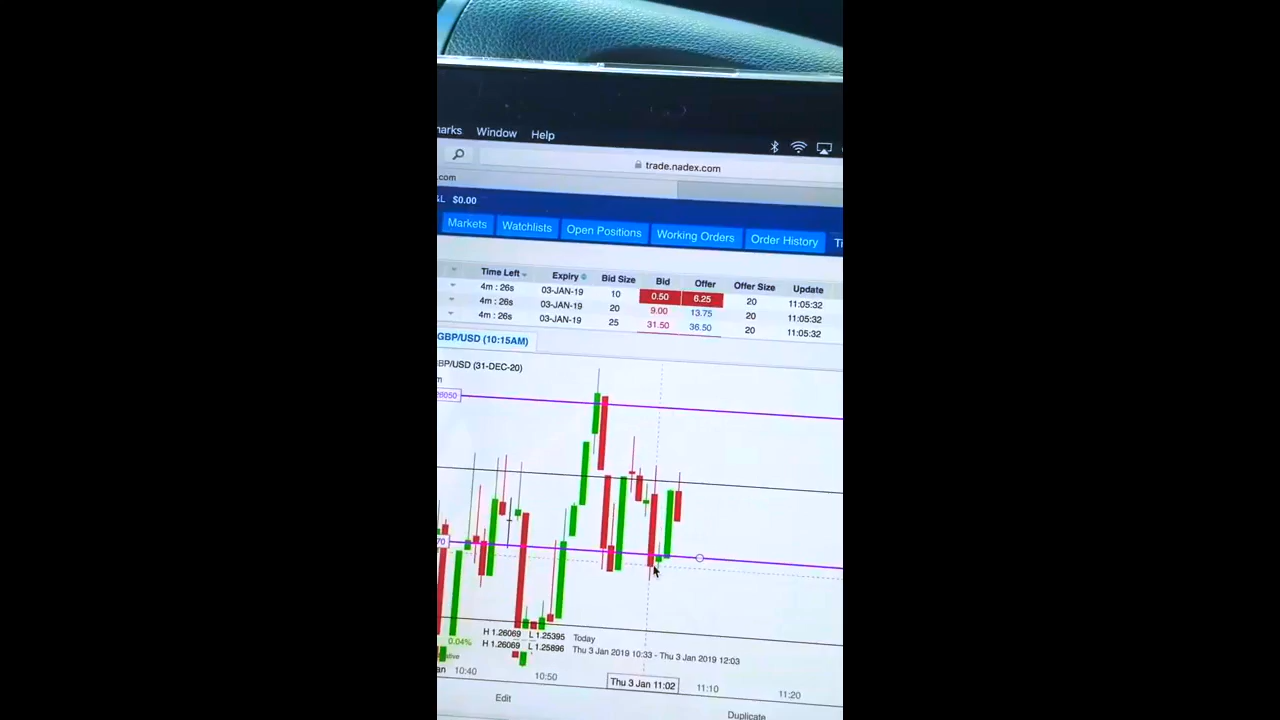 Window Help
trade.nadex.com
.com
$0.00
Markets Watchlists Open Positions Working Orders Order History
Time Left Expiry Bid Size Bid Offer Offer Size Update
4m : 26s 03-JAN-19 10 0.50 6.25 20 11:05:32
4m : 26s 03-JAN-19 20 9.00 13.75 20 11:05:32
4m : 26s 03-JAN-19 25 31.50 36.50 20 11:05:32
GBP/USD (10:15AM)
BP/USD (31-DEC-20)
m
70
H 1.26069 L 1.25395 Today
0.04% H 1.26069 L 1.25896 Thu 3 Jan 2019 10:33 - Thu 3 Jan 2019 12:03
10:40 10:50 Thu 3 Jan 11:02 11:10 11:20
Edit Duplicate